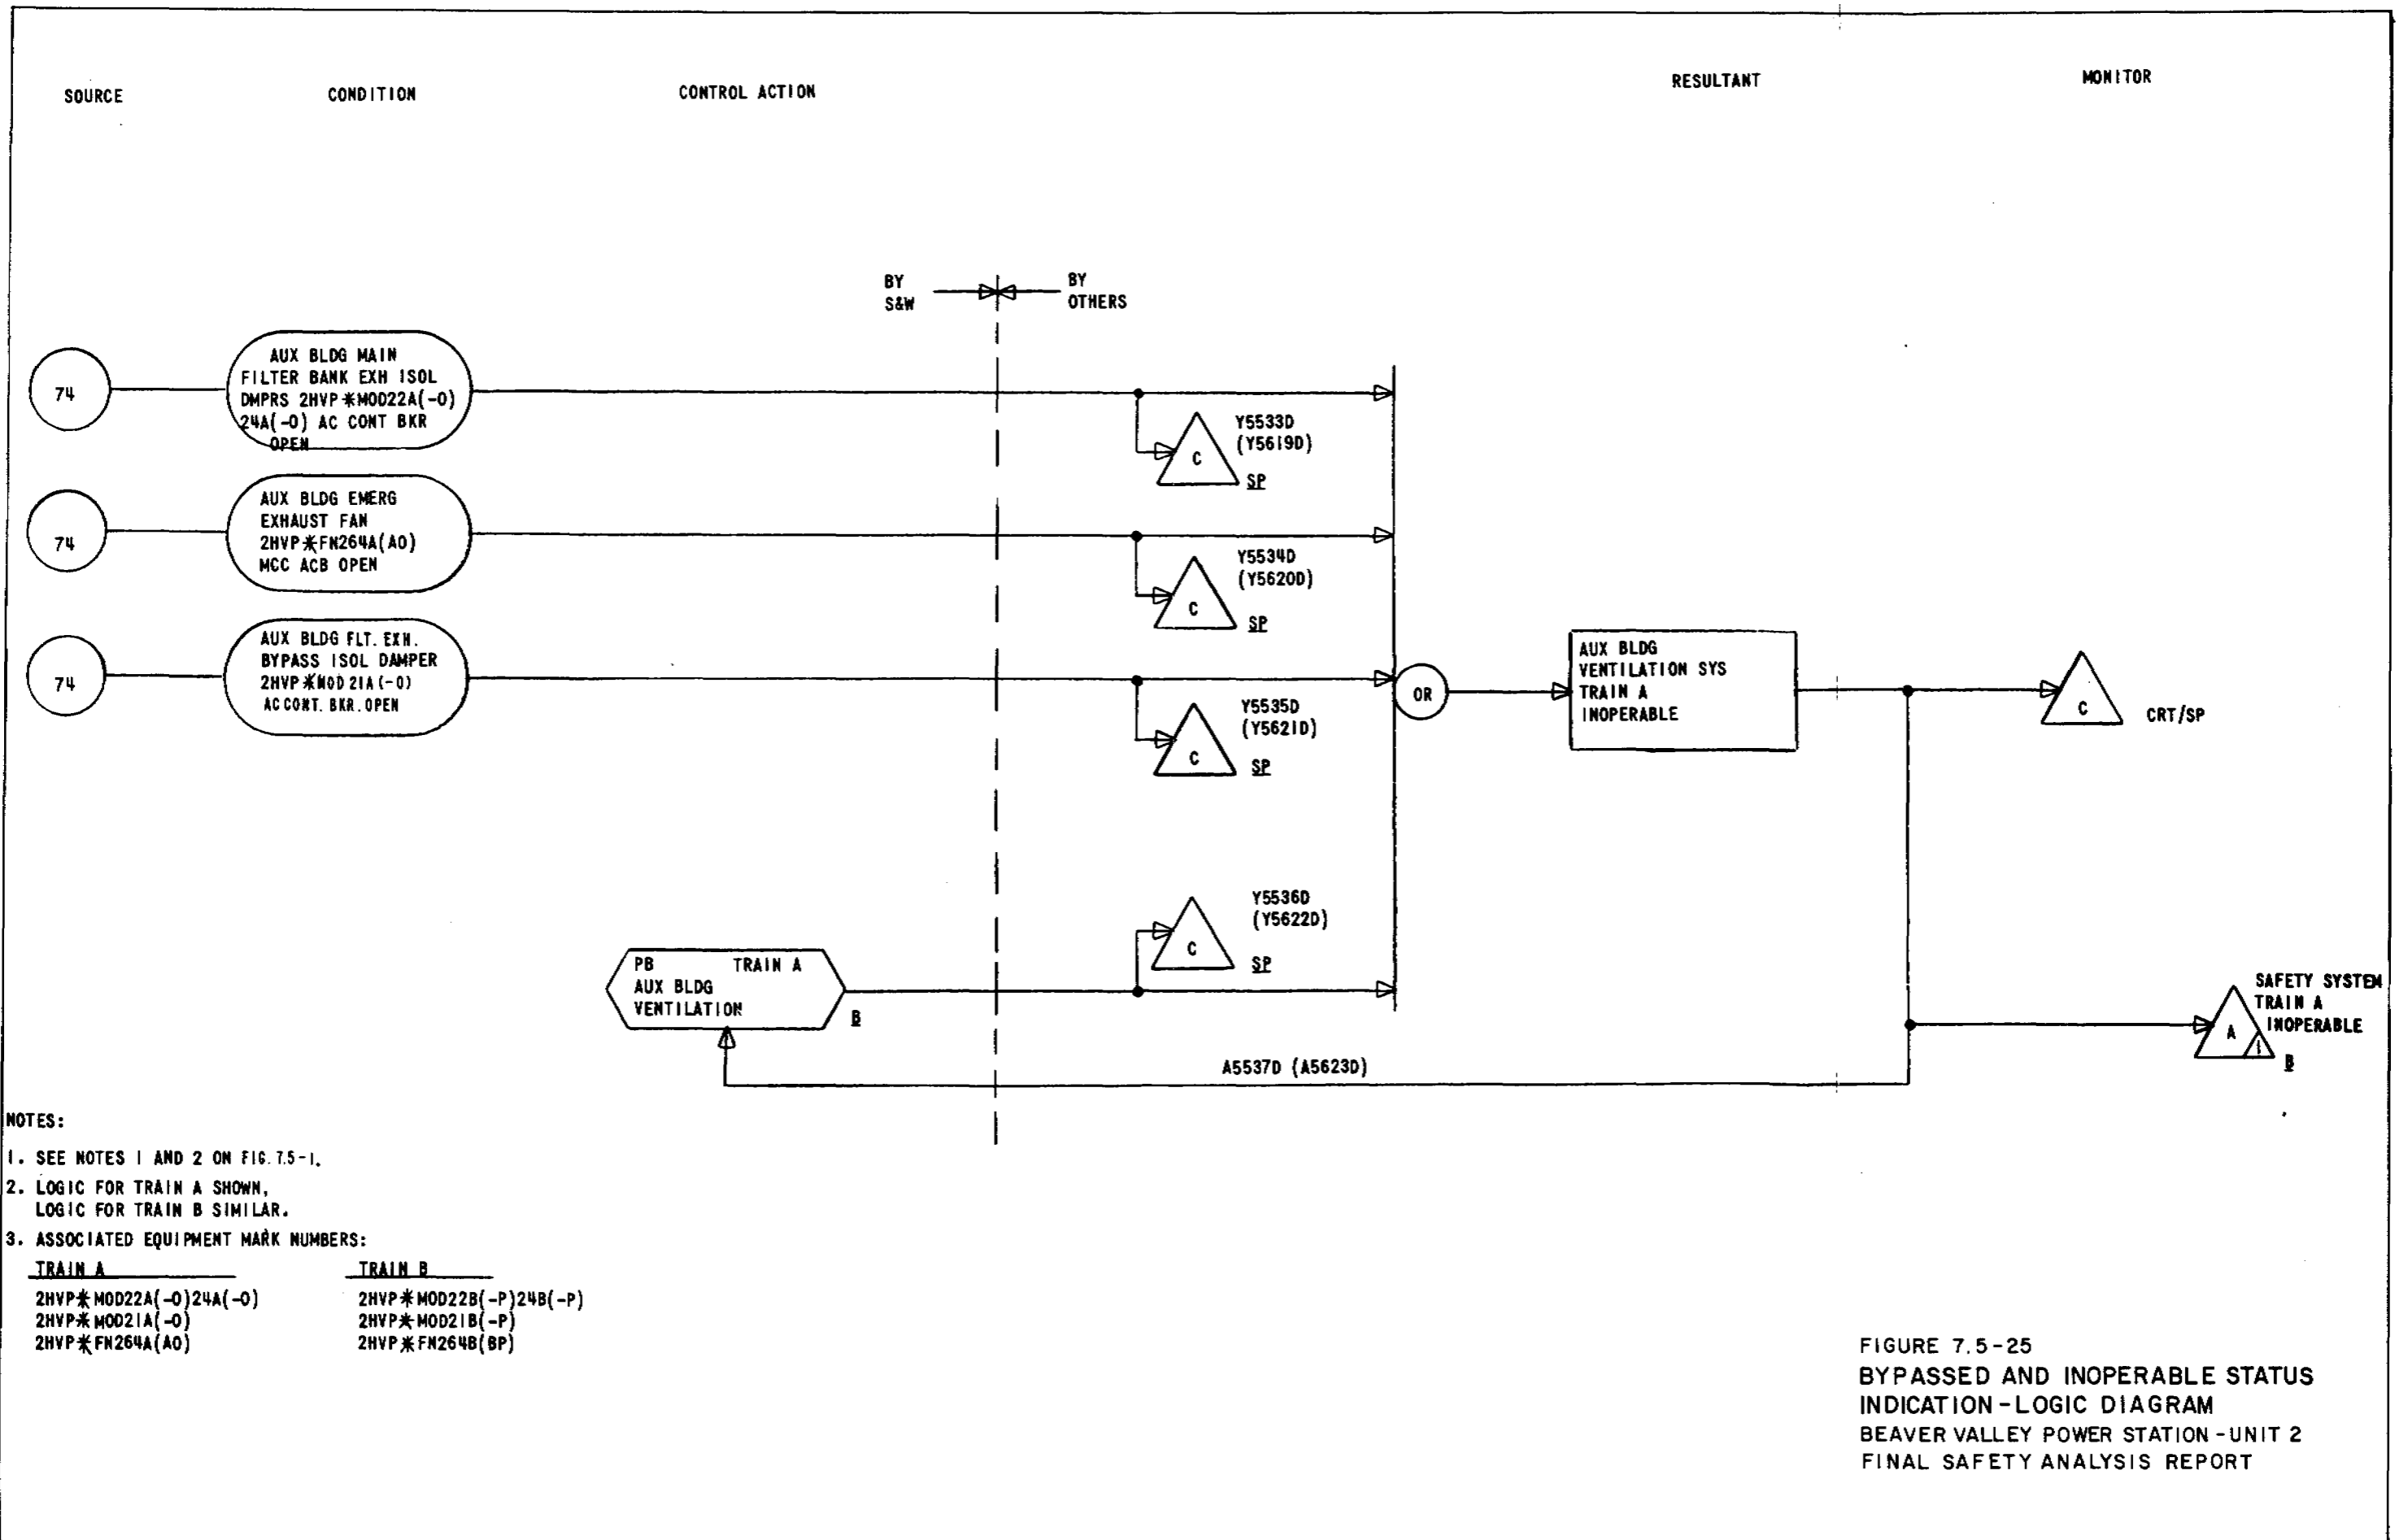 SOURCE
CONDITION
CONTROL ACTION
RESULTANT
MONITOR
BY
S&W
BY
OTHERS
74
AUX BLDG MAIN
FILTER BANK EXH ISOL
DMPRS 2HVP*MOD22A(-O)
24A(-O) AC CONT BKR
OPEN
Y5533D
(Y5619D)
C
SP
74
AUX BLDG EMERG
EXHAUST FAN
2HVP*FN264A(AO)
MCC ACB OPEN
Y5534D
(Y5620D)
C
SP
74
AUX BLDG FLT. EXH.
BYPASS ISOL DAMPER
2HVP*MOD21A(-O)
AC CONT. BKR. OPEN
Y5535D
(Y5621D)
C
SP
OR
AUX BLDG
VENTILATION SYS
TRAIN A
INOPERABLE
C
CRT/SP
Y5536D
(Y5622D)
C
SP
PB TRAIN A
AUX BLDG
VENTILATION
B
SAFETY SYSTEM
TRAIN A
INOPERABLE
A
1
B
A5537D (A5623D)
NOTES:
1. SEE NOTES 1 AND 2 ON FIG. 7.5-1.
2. LOGIC FOR TRAIN A SHOWN,
LOGIC FOR TRAIN B SIMILAR.
3. ASSOCIATED EQUIPMENT MARK NUMBERS:
TRAIN A TRAIN B
2HVP*MOD22A(-O)24A(-O) 2HVP*MOD22B(-P)24B(-P)
2HVP*MOD21A(-O) 2HVP*MOD21B(-P)
2HVP*FN264A(AO) 2HVP*FN264B(BP)
FIGURE 7.5-25
BYPASSED AND INOPERABLE STATUS
INDICATION-LOGIC DIAGRAM
BEAVER VALLEY POWER STATION-UNIT 2
FINAL SAFETY ANALYSIS REPORT